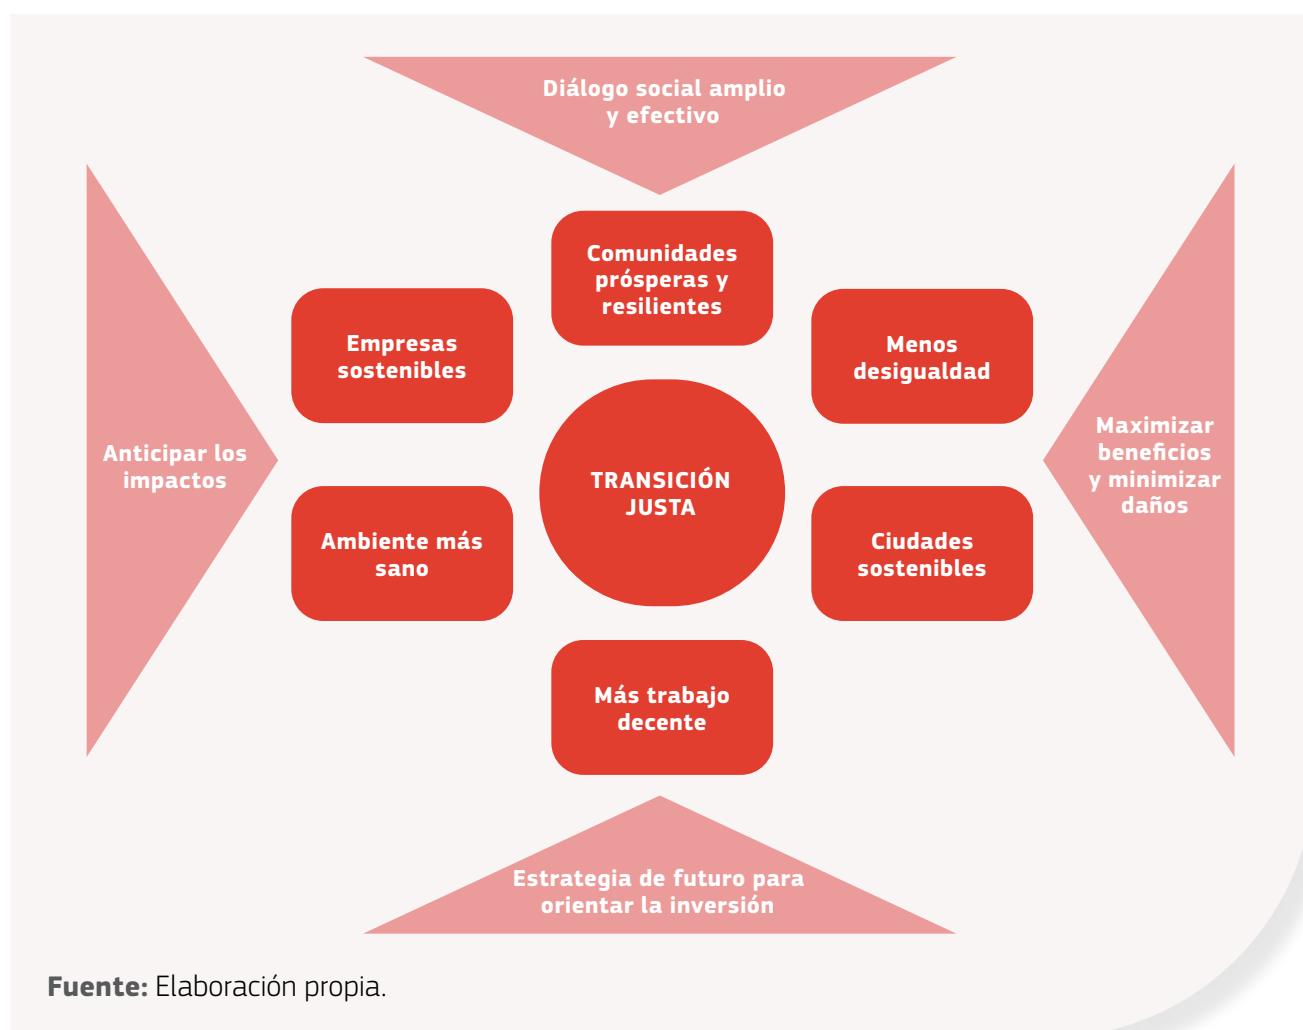 Diálogo social amplio
y efectivo
Comunidades
prósperas y
resilientes
Empresas
sostenibles
Menos
desigualdad
Anticipar los
impactos
TRANSICIÓN
JUSTA
Maximizar
beneficios
y minimizar
daños
Ambiente más
sano
Ciudades
sostenibles
Más trabajo
decente
Estrategia de futuro para
orientar la inversión
Fuente: Elaboración propia.